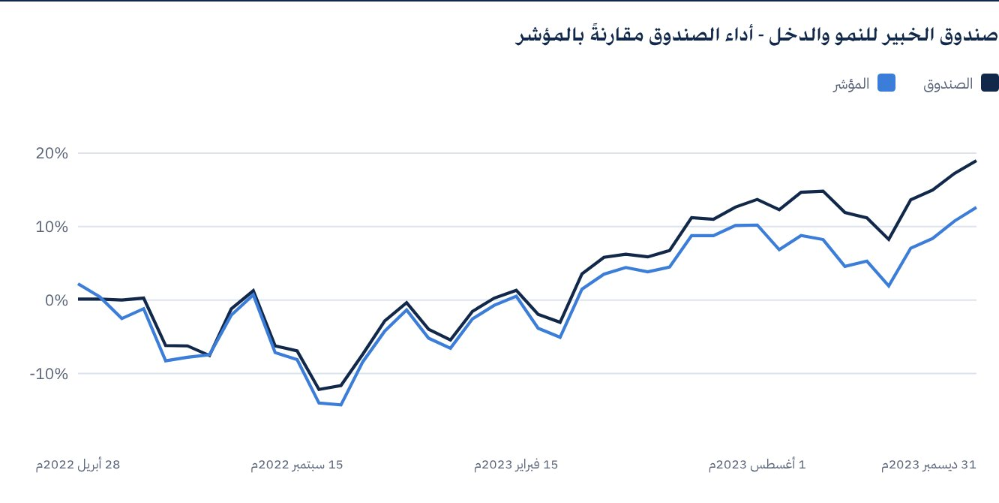 صندوق الخبير للنمو والدخل - أداء الصندوق مقارنةً بالمؤشر
الصندوق
المؤشر
20%
10%
0%
-10%
28 أبريل 2022م
15 سبتمبر 2022م
15 فبراير 2023م
1 أغسطس 2023م
31 ديسمبر 2023م